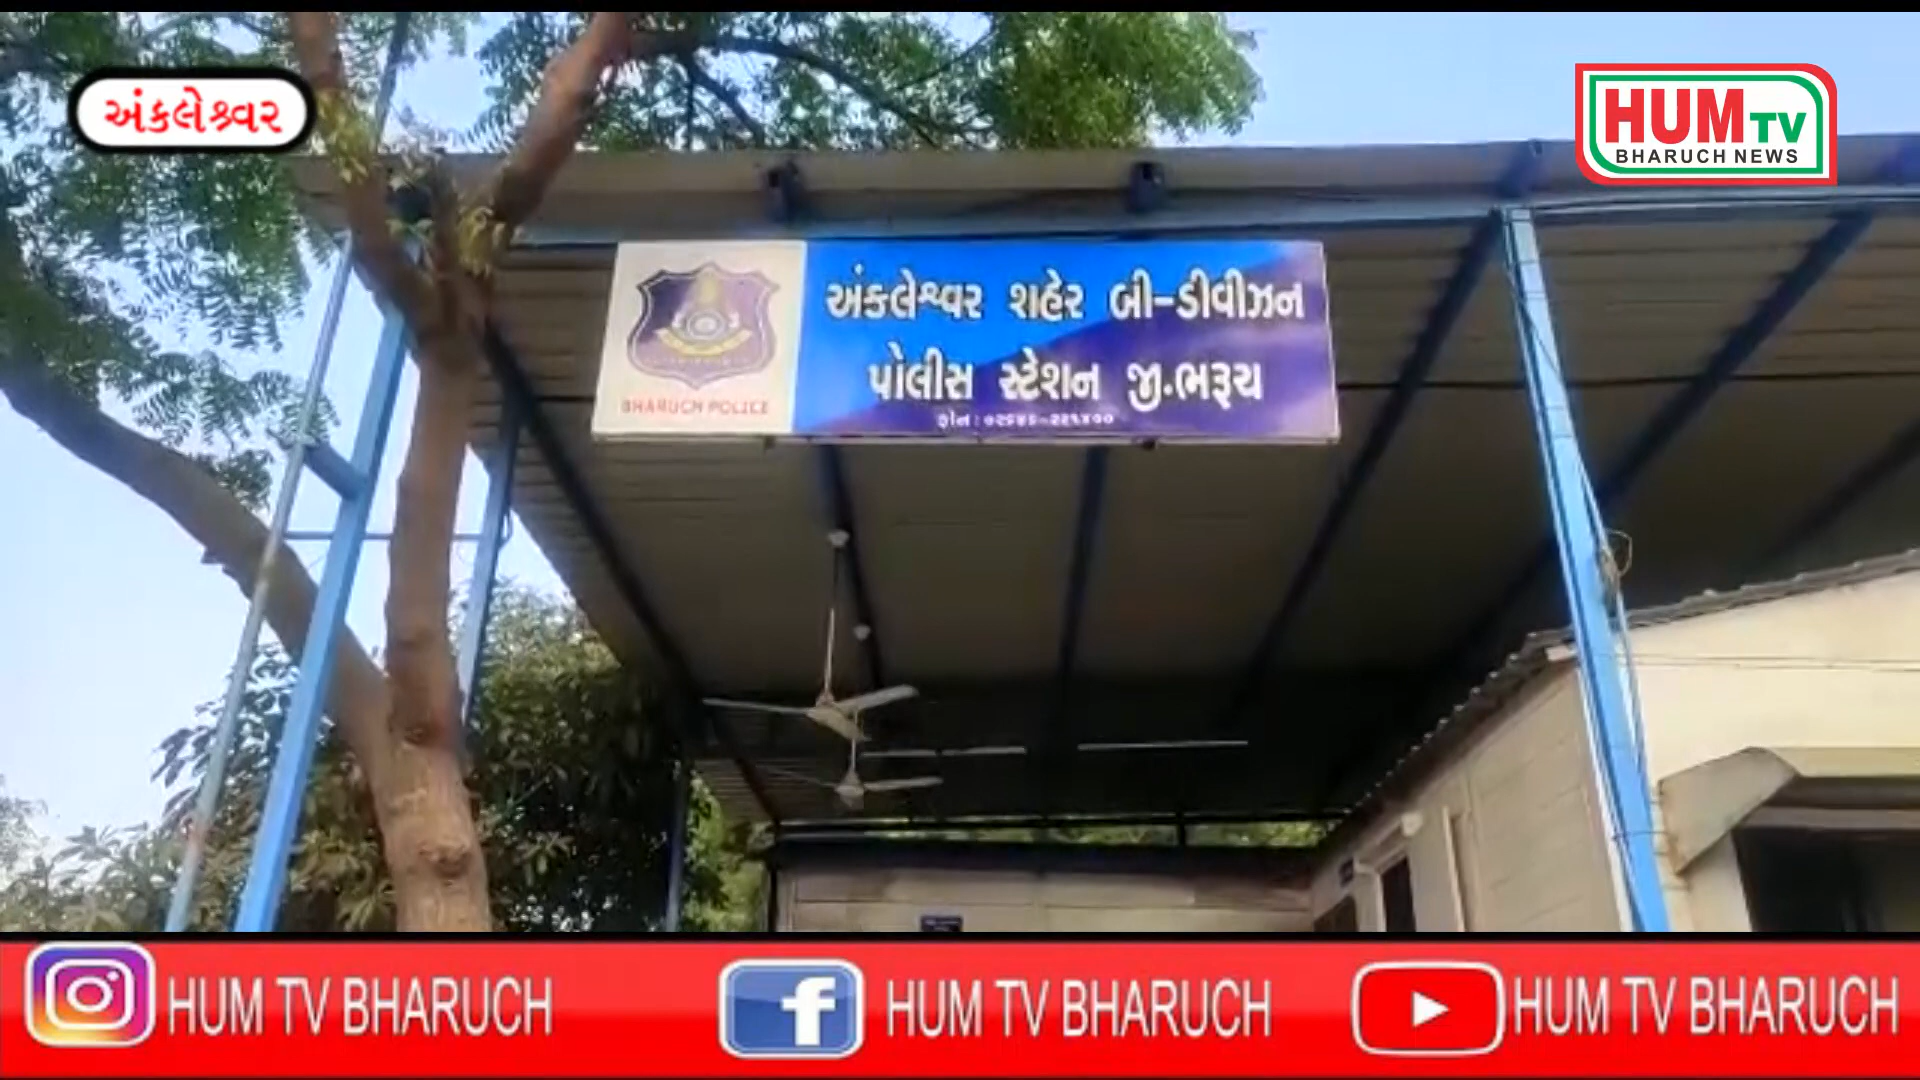 અંકલેશ્વર
HUM TV
BHARUCH NEWS
અંકલેશ્વર શહેર બી-ડીવીઝન
પોલીસ સ્ટેશન જી.ભરૂચ
BHARUCH POLICE
ફોન :
HUM TV BHARUCH
HUM TV BHARUCH
HUM TV BHARUCH